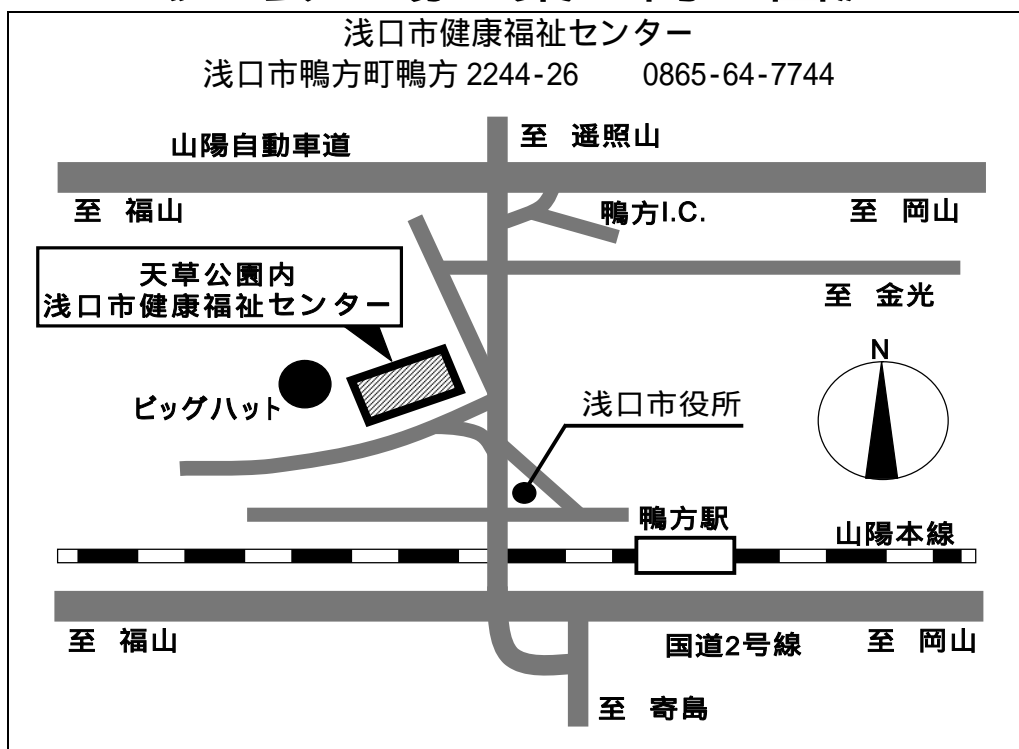 浅口市健康福祉センター
浅口市鴨方町鴨方 2244-26 0865-64-7744
至 遥照山
山陽自動車道
至 福山
鴨方I.C.
至 岡山
天草公園内
浅口市健康福祉センター
至 金光
N
ビッグハット
浅口市役所
鴨方駅
山陽本線
至 福山
国道2号線
至 岡山
至 寄島